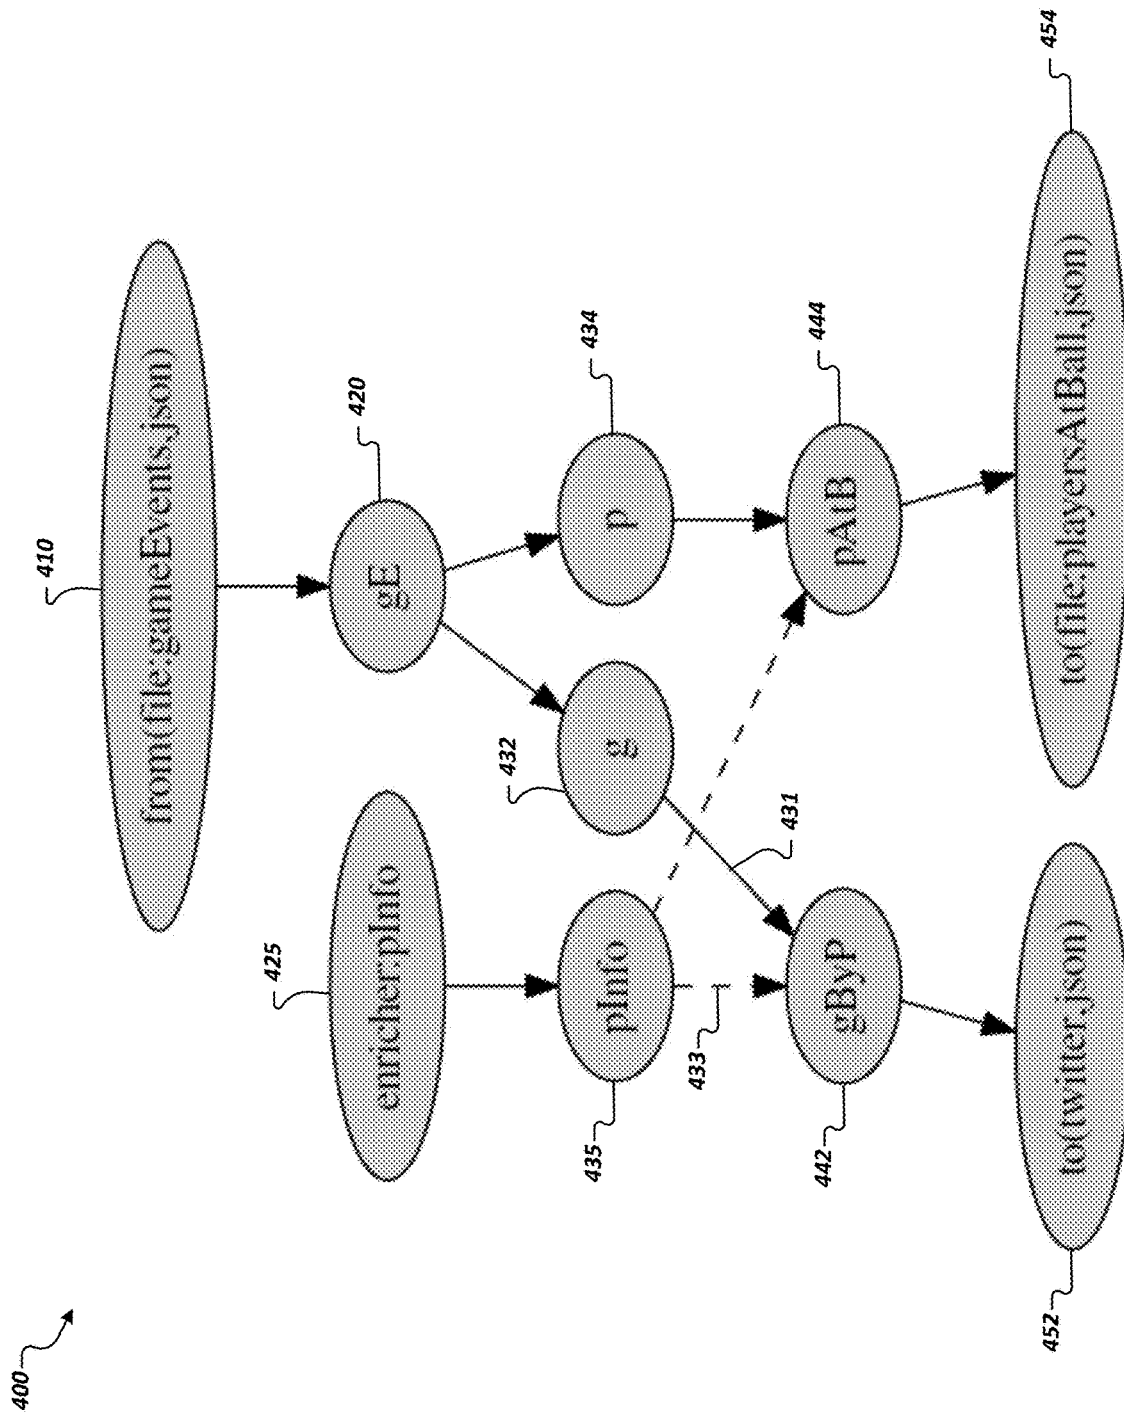 400
410
from(file:gameEvents.json)
425
enricher:pInfo
420
gE
435
pInfo
432
g
434
p
433
431
442
gByP
444
pAtB
452
to(twitter.json)
454
to(file:playersAtBall.json)